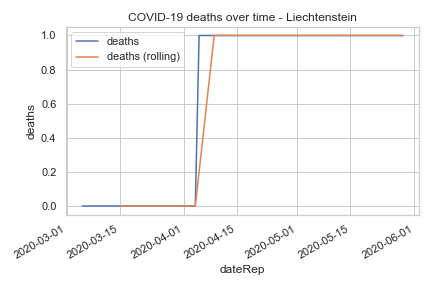 COVID-19 deaths over time - Liechtenstein
deaths
deaths (rolling)
1.0
0.8
0.6
0.4
0.2
0.0
deaths
2020-03-01
2020-03-15
2020-04-01
2020-04-15
2020-05-01
2020-05-15
2020-06-01
dateRep